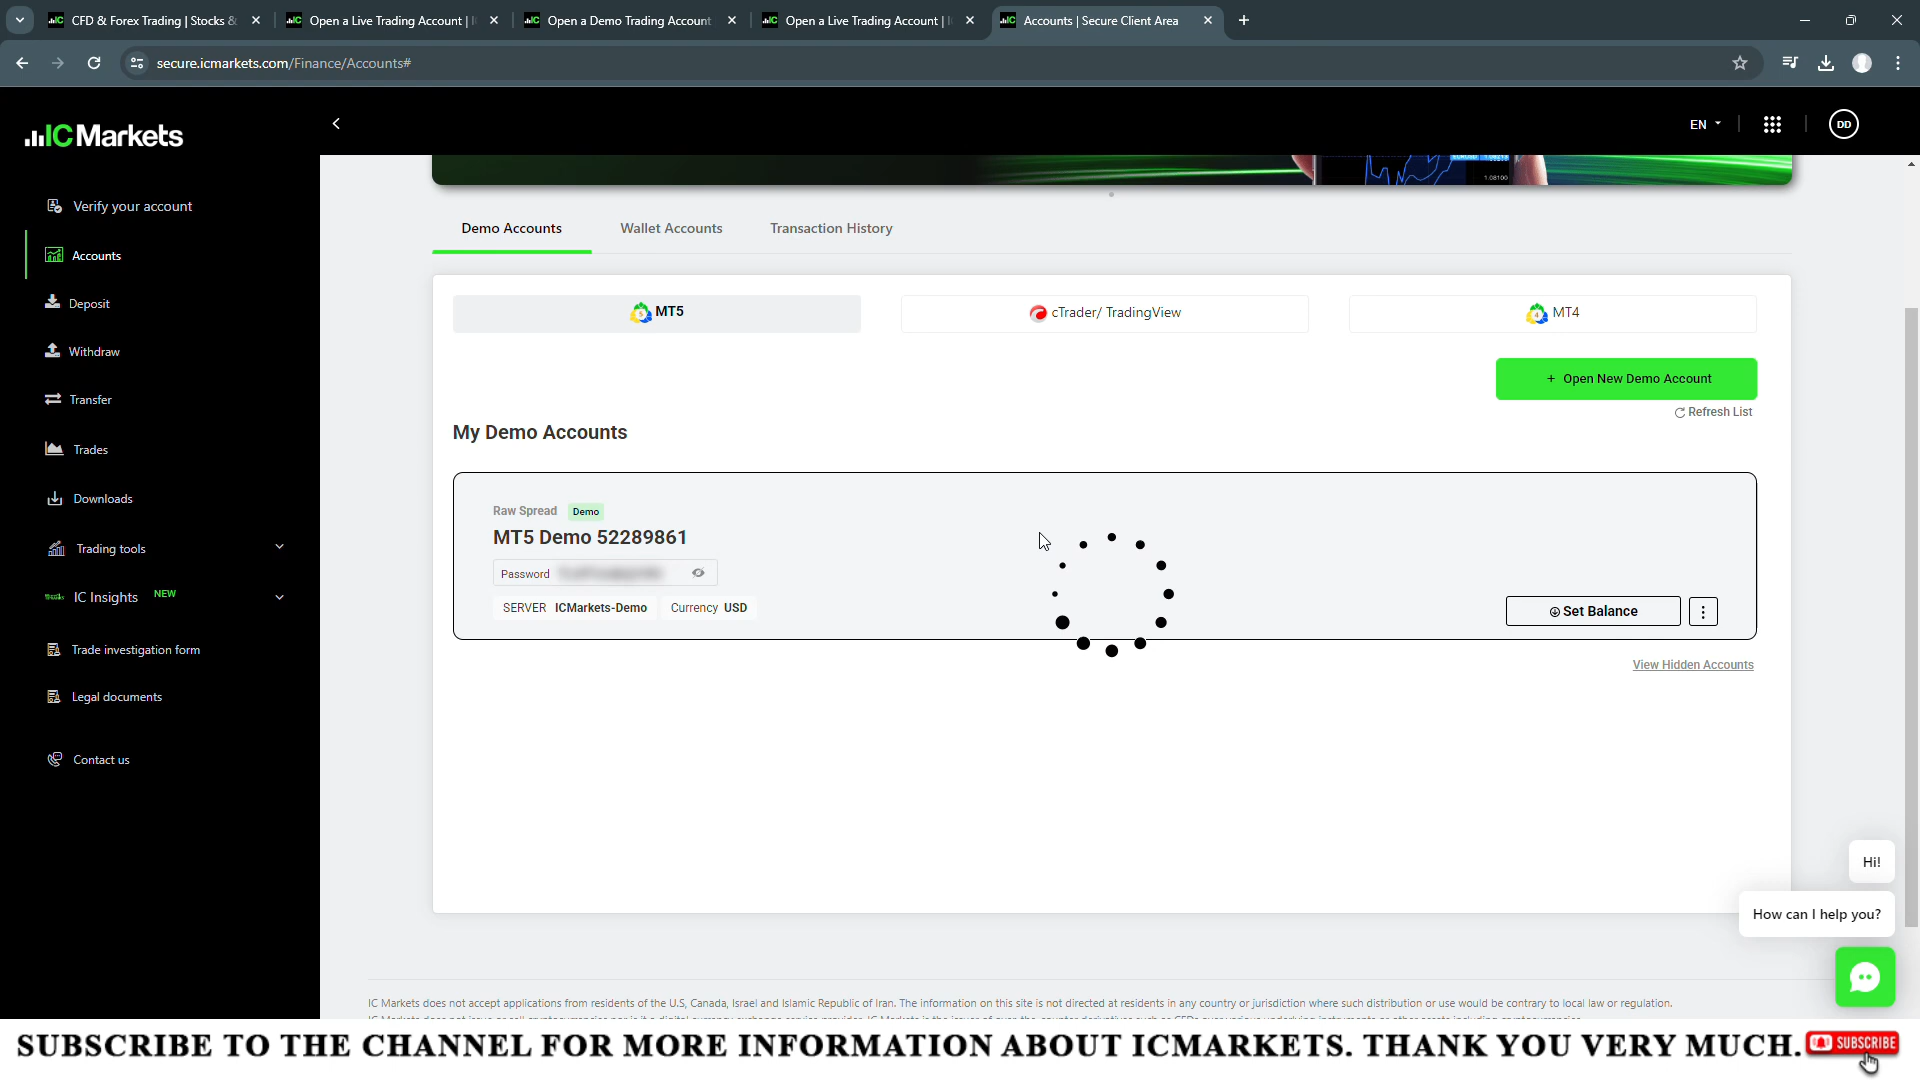 CFD & Forex Trading | Stocks &
Open a Live Trading Account |
Open a Demo Trading Account
Open a Live Trading Account |
Accounts | Secure Client Area
secure.icmarkets.com/Finance/Accounts#
IC Markets
EN
DD
Verify your account
Accounts
Deposit
Withdraw
Transfer
Trades
Downloads
Trading tools
IC Insights NEW
Trade investigation form
Legal documents
Contact us
1.08100
Demo Accounts
Wallet Accounts
Transaction History
MT5
cTrader/ TradingView
MT4
+ Open New Demo Account
Refresh List
My Demo Accounts
Raw Spread Demo
MT5 Demo 52289861
Password
SERVER ICMarkets-Demo Currency USD
Set Balance
View Hidden Accounts
Hi!
How can I help you?
IC Markets does not accept applications from residents of the U.S, Canada, Israel and Islamic Republic of Iran. The information on this site is not directed at residents in any country or jurisdiction where such distribution or use would be contrary to local law or regulation.
SUBSCRIBE TO THE CHANNEL FOR MORE INFORMATION ABOUT ICMARKETS. THANK YOU VERY MUCH.
SUBSCRIBE